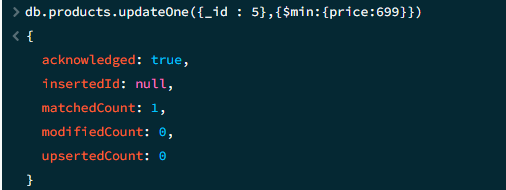 > db.products.updateOne({_id : 5},{$min:{price:699}})
< {
acknowledged: true,
insertedId: null,
matchedCount: 1,
modifiedCount: 0,
upsertedCount: 0
}